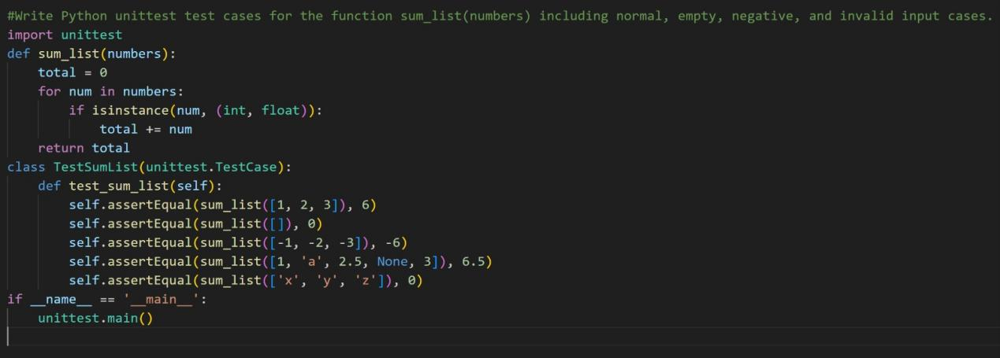 #Write Python unittest test cases for the function sum_list(numbers) including normal, empty, negative, and invalid input cases.
import unittest
def sum_list(numbers):
    total = 0
    for num in numbers:
        if isinstance(num, (int, float)):
            total += num
    return total
class TestSumList(unittest.TestCase):
    def test_sum_list(self):
        self.assertEqual(sum_list([1, 2, 3]), 6)
        self.assertEqual(sum_list([]), 0)
        self.assertEqual(sum_list([-1, -2, -3]), -6)
        self.assertEqual(sum_list([1, 'a', 2.5, None, 3]), 6.5)
        self.assertEqual(sum_list(['x', 'y', 'z']), 0)
if __name__ == '__main__':
    unittest.main()